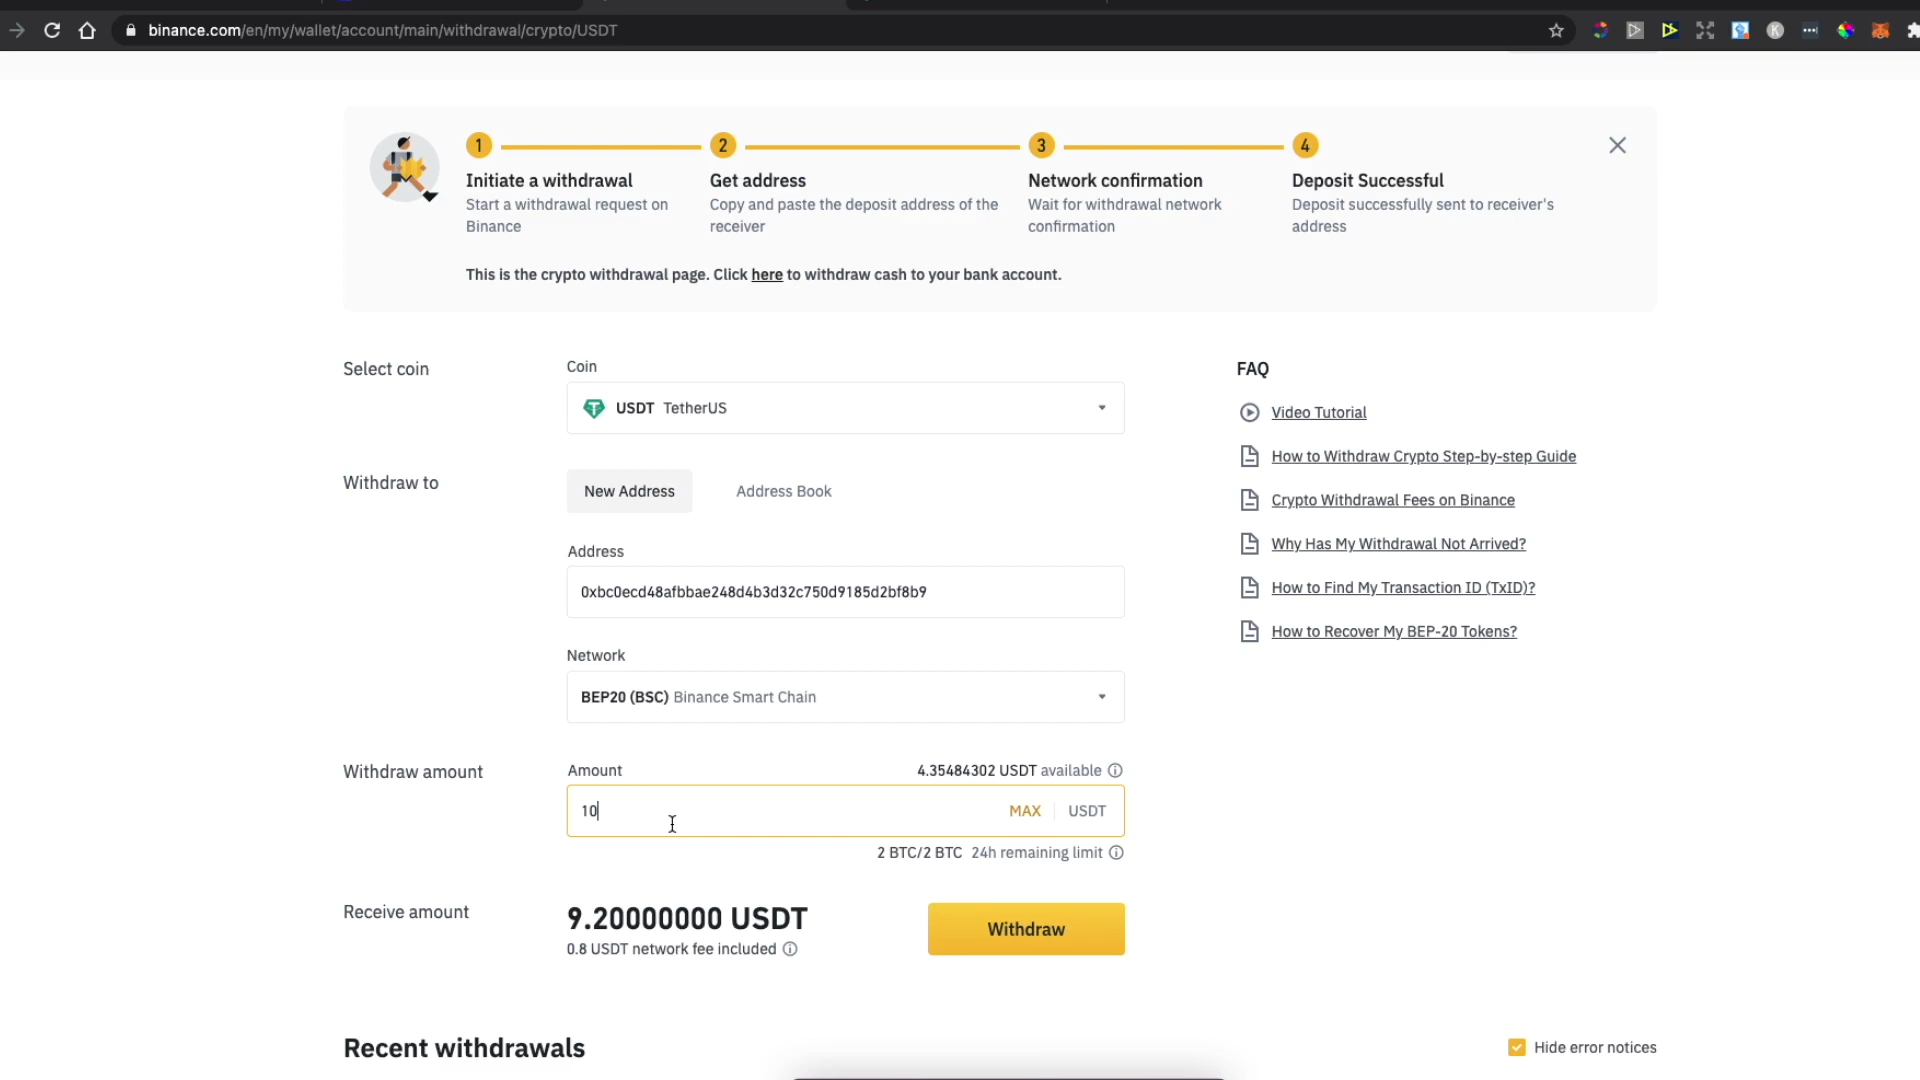 binance.com/en/my/wallet/account/main/withdrawal/crypto/USDT
1
2
3
4
Initiate a withdrawal
Start a withdrawal request on
Binance
Get address
Copy and paste the deposit address of the
receiver
Network confirmation
Wait for withdrawal network
confirmation
Deposit Successful
Deposit successfully sent to receiver's
address
This is the crypto withdrawal page. Click here to withdraw cash to your bank account.
Select coin
Coin
USDT TetherUS
Withdraw to
New Address
Address Book
Address
0xbc0ecd48afbbae248d4b3d32c750d9185d2bf8b9
Network
BEP20 (BSC) Binance Smart Chain
Withdraw amount
Amount
4.35484302 USDT available
10
MAX
USDT
2 BTC/2 BTC 24h remaining limit
Receive amount
9.20000000 USDT
0.8 USDT network fee included
Withdraw
FAQ
Video Tutorial
How to Withdraw Crypto Step-by-step Guide
Crypto Withdrawal Fees on Binance
Why Has My Withdrawal Not Arrived?
How to Find My Transaction ID (TxID)?
How to Recover My BEP-20 Tokens?
Recent withdrawals
Hide error notices